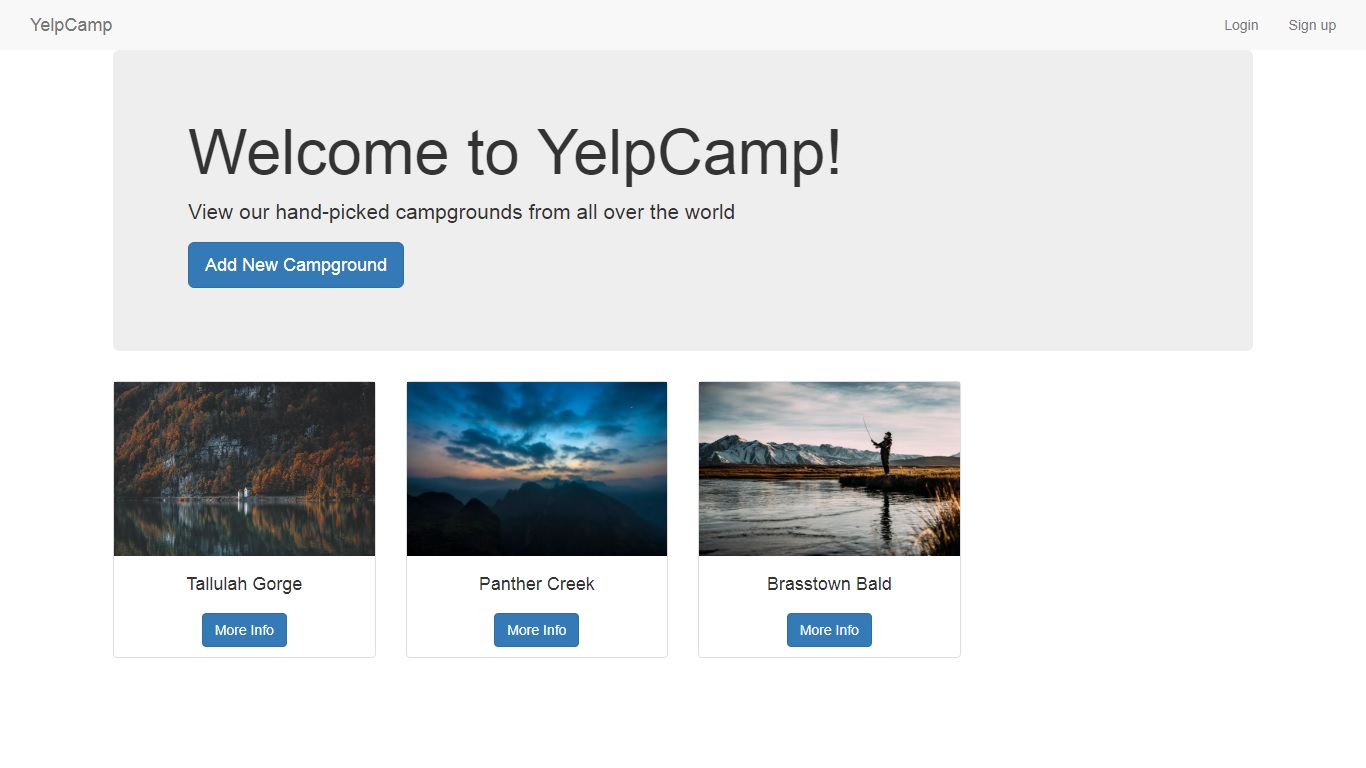 YelpCamp
Login
Sign up
Welcome to YelpCamp!
View our hand-picked campgrounds from all over the world
Add New Campground
Tallulah Gorge
More Info
Panther Creek
More Info
Brasstown Bald
More Info